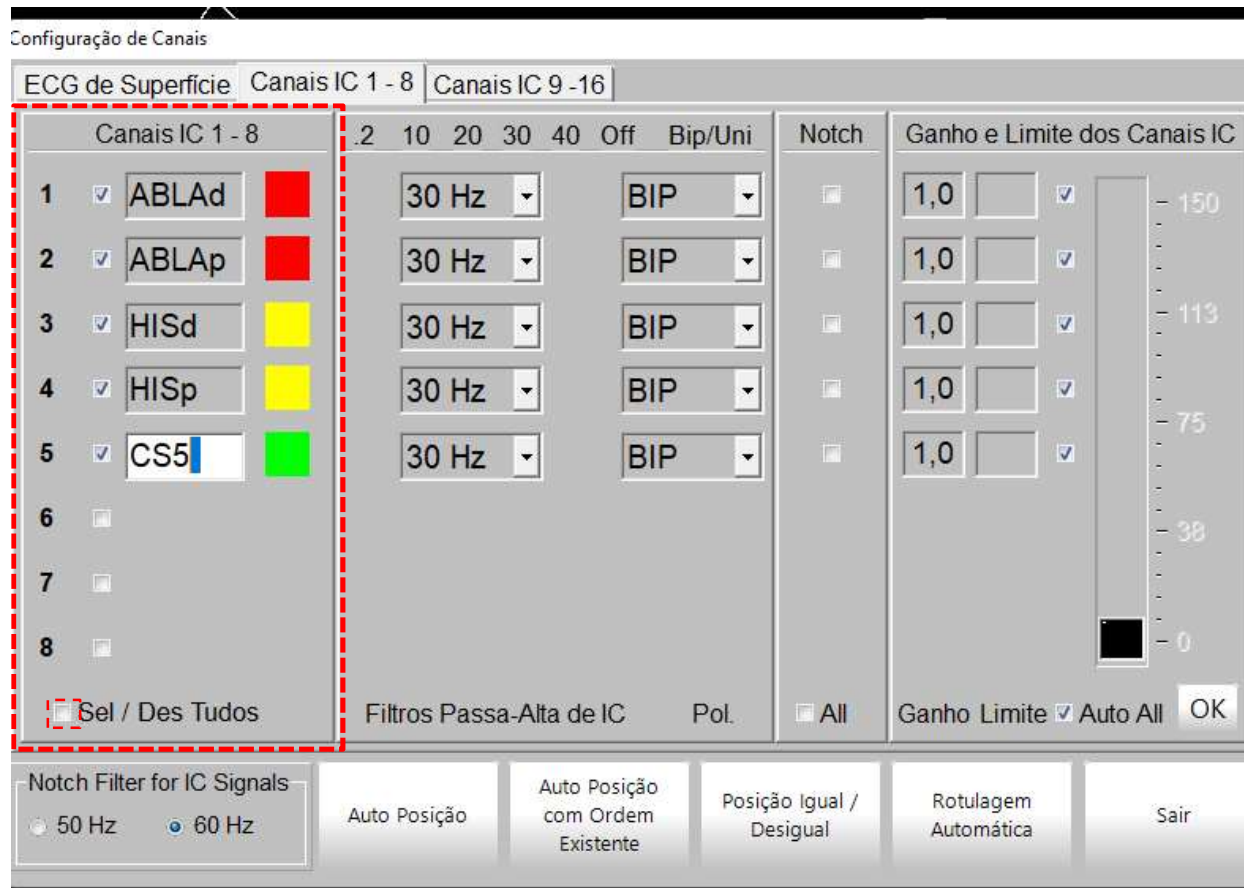 Configuração de Canais
ECG de Superfície Canais IC 1 - 8 Canais IC 9 -16
Canais IC 1 - 8 .2 10 20 30 40 Off Bip/Uni Notch Ganho e Limite dos Canais IC
1 ABLAd 30 Hz BIP 1,0 150
2 ABLAp 30 Hz BIP 1,0
3 HISd 30 Hz BIP 1,0 113
4 HISp 30 Hz BIP 1,0
75
5 CS5 30 Hz BIP 1,0
6 38
7
8 0
Sel / Des Tudos Filtros Passa-Alta de IC Pol. All Ganho Limite Auto All OK
Notch Filter for IC Signals
50 Hz 60 Hz
Auto Posição
Auto Posição
com Ordem
Existente
Posição Igual /
Desigual
Rotulagem
Automática
Sair